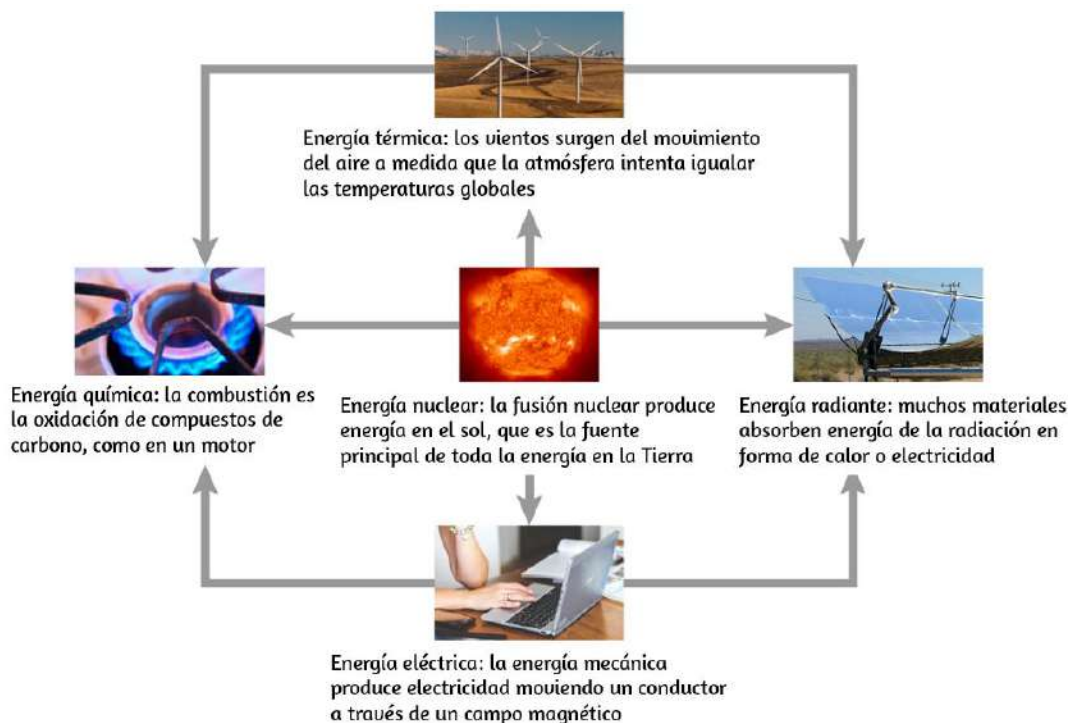 Energía térmica: los vientos surgen del movimiento
del aire a medida que la atmósfera intenta igualar
las temperaturas globales
Energía química: la combustión es
la oxidación de compuestos de
carbono, como en un motor
Energía nuclear: la fusión nuclear produce
energía en el sol, que es la fuente
principal de toda la energía en la Tierra
Energía radiante: muchos materiales
absorben energía de la radiación en
forma de calor o electricidad
Energía eléctrica: la energía mecánica
produce electricidad moviendo un conductor
a través de un campo magnético